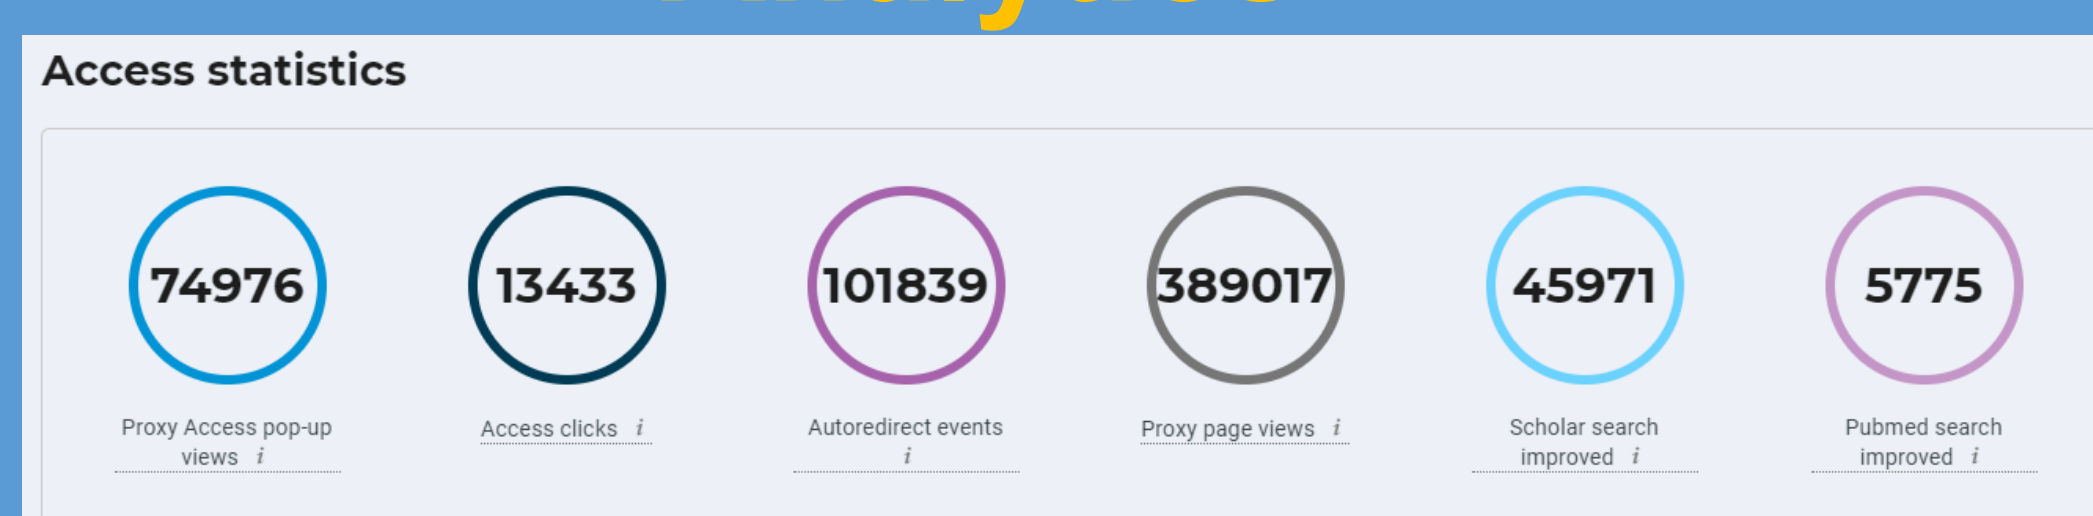 Access statistics
74976
13433
101839
389017
45971
5775
Proxy Access pop-up
views i
Access clicks i
Autoredirect events
i
Proxy page views i
Scholar search
improved i
Pubmed search
improved i